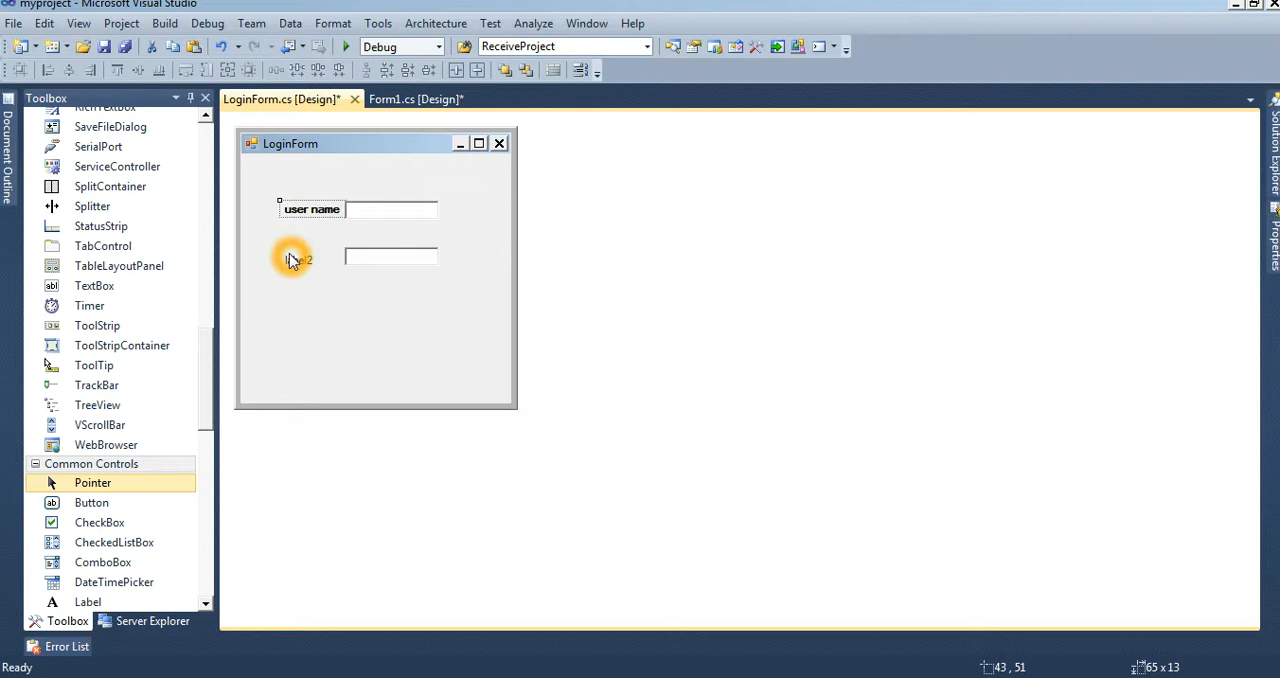 myproject - Microsoft Visual Studio
File Edit View Project Build Debug Team Data Format Tools Architecture Test Analyze Window Help
Debug ReceiveProject
Toolbox LoginForm.cs [Design]* Form1.cs [Design]*
RichTextBox
SaveFileDialog
SerialPort
ServiceController
SplitContainer
Splitter
StatusStrip
TabControl
TableLayoutPanel
TextBox
Timer
ToolStrip
ToolStripContainer
ToolTip
TrackBar
TreeView
VScrollBar
WebBrowser
Common Controls
Pointer
Button
CheckBox
CheckedListBox
ComboBox
DateTimePicker
Label
Toolbox Server Explorer
Error List
Ready 43 , 51 65 x 13
Document Outline
LoginForm
user name
label2
Solution Explorer
Properties